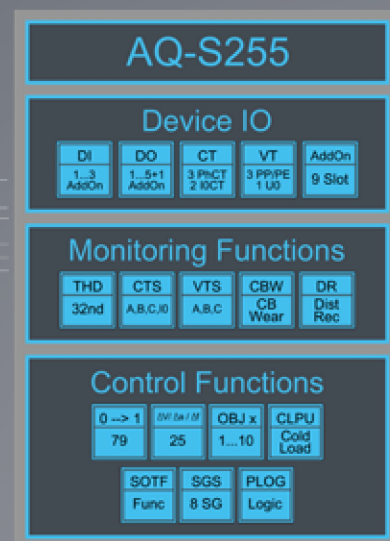 AQ-S255
Device IO
DI DO CT VT AddOn
1...3 1...5+1 3 PhCT 3 PP/PE 9 Slot
AddOn AddOn 2 I0CT 1 U0
Monitoring Functions
THD CTS VTS CBW DR
32nd A,B,C,I0 A,B,C CB Dist
Wear Rec
Control Functions
0 --> 1 OBJ x CLPU
79 25 1...10 Cold
Load
SOTF SGS PLOG
Func 8 SG Logic